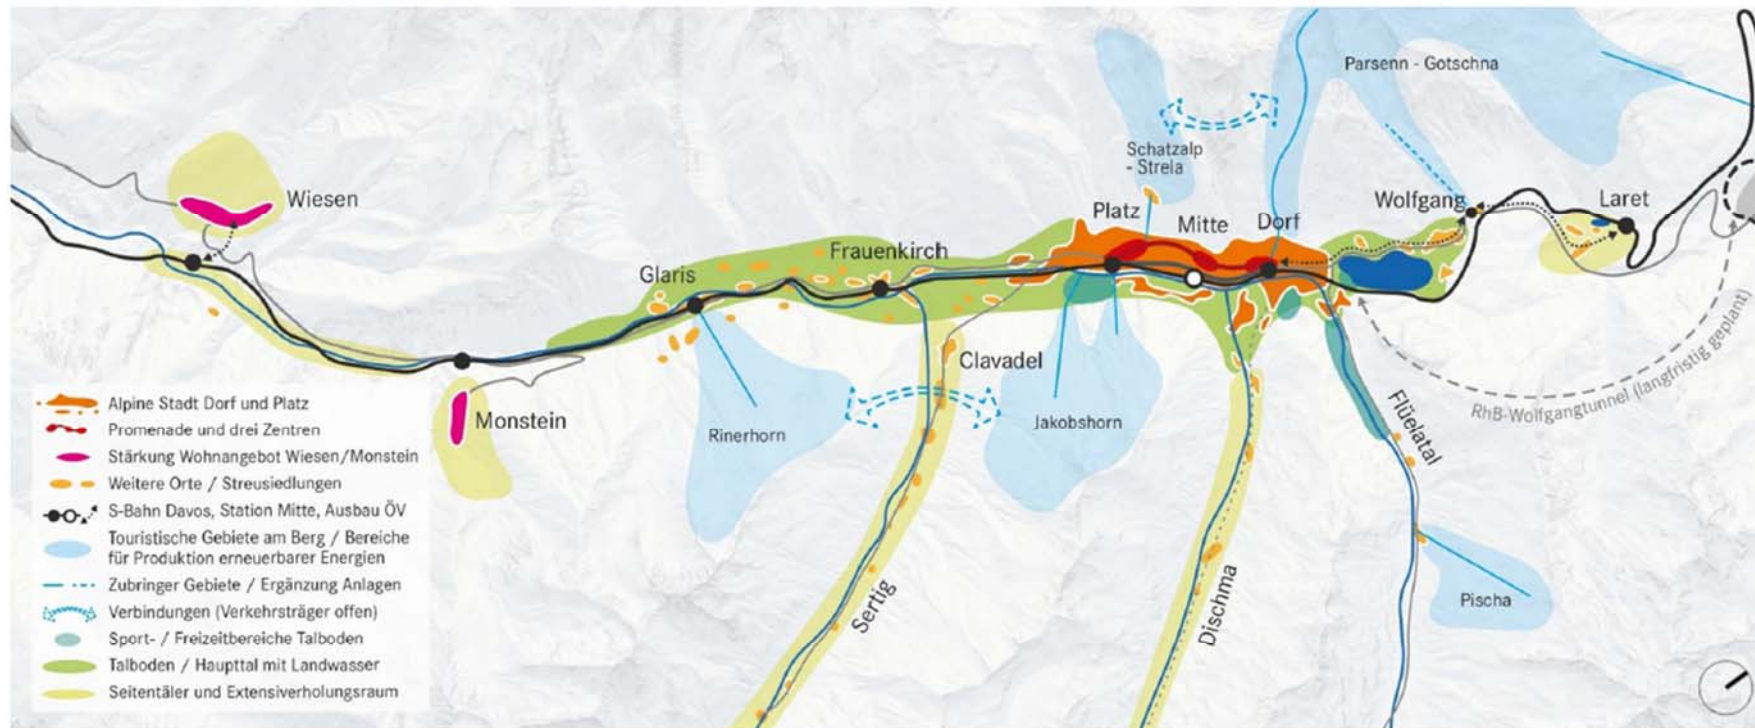 Parsenn - Gotschna
Schatzalp
- Strela
Wiesen
Platz
Mitte
Dorf
Wolfgang
Laret
Glaris
Frauenkirch
Clavadel
Monstein
Rinerhorn
Jakobshorn
Flüelatal
RhB-Wolfgangtunnel (langfristig geplant)
Sertig
Dischma
Pischa
Alpine Stadt Dorf und Platz
Promenade und drei Zentren
Stärkung Wohnangebot Wiesen/Monstein
Weitere Orte / Streusiedlungen
S-Bahn Davos, Station Mitte, Ausbau ÖV
Touristische Gebiete am Berg / Bereiche
für Produktion erneuerbarer Energien
Zubringer Gebiete / Ergänzung Anlagen
Verbindungen (Verkehrsträger offen)
Sport- / Freizeitbereiche Talboden
Talboden / Haupttal mit Landwasser
Seitentäler und Extensiverholungsraum